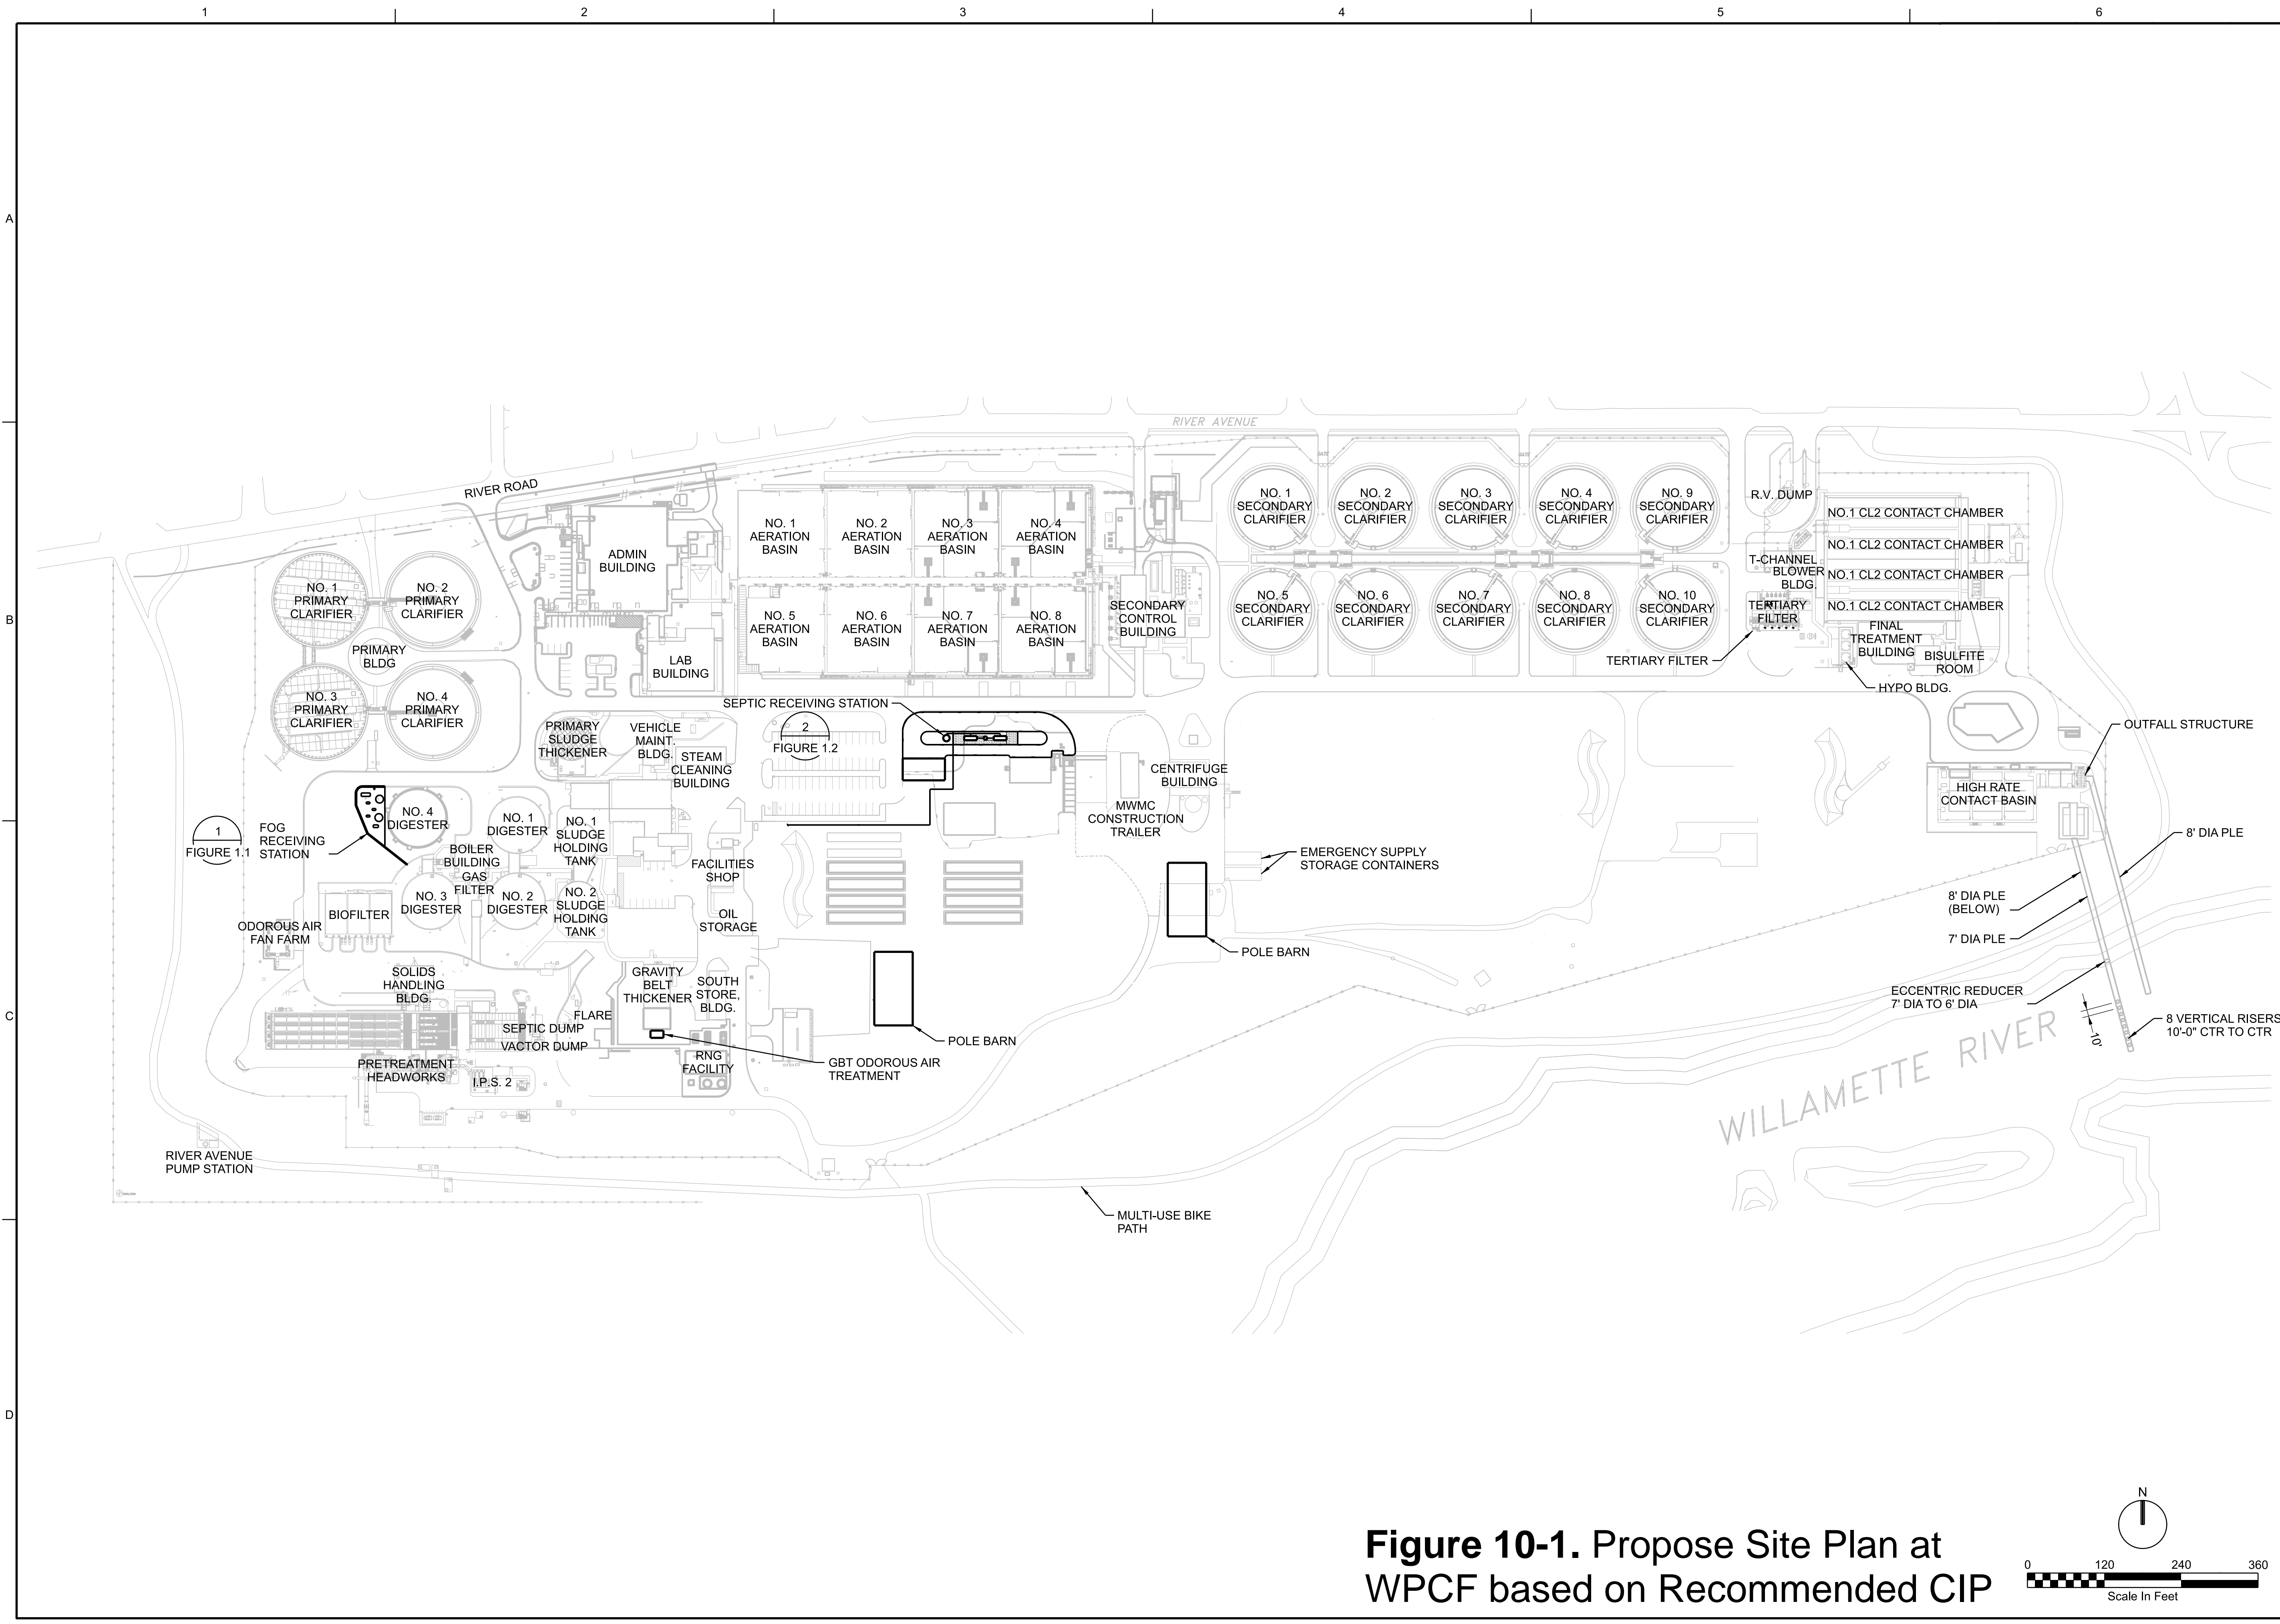 1
2
3
4
5
6
A
B
C
D
RIVER AVENUE
RIVER ROAD
GATE
GATE
NO. 1
SECONDARY
CLARIFIER
NO. 2
SECONDARY
CLARIFIER
NO. 3
SECONDARY
CLARIFIER
NO. 4
SECONDARY
CLARIFIER
NO. 9
SECONDARY
CLARIFIER
R.V. DUMP
NO.1 CL2 CONTACT CHAMBER
NO.1 CL2 CONTACT CHAMBER
NO.1 CL2 CONTACT CHAMBER
NO.1 CL2 CONTACT CHAMBER
NO. 1
AERATION
BASIN
NO. 2
AERATION
BASIN
NO. 3
AERATION
BASIN
NO. 4
AERATION
BASIN
ADMIN
BUILDING
T-CHANNEL
BLOWER
BLDG.
NO. 1
PRIMARY
CLARIFIER
NO. 2
PRIMARY
CLARIFIER
NO. 5
AERATION
BASIN
NO. 6
AERATION
BASIN
NO. 7
AERATION
BASIN
NO. 8
AERATION
BASIN
SECONDARY
CONTROL
BUILDING
NO. 5
SECONDARY
CLARIFIER
NO. 6
SECONDARY
CLARIFIER
NO. 7
SECONDARY
CLARIFIER
NO. 8
SECONDARY
CLARIFIER
NO. 10
SECONDARY
CLARIFIER
TERTIARY
FILTER
FINAL
TREATMENT
BUILDING
BISULFITE
ROOM
TERTIARY FILTER
HYPO BLDG.
PRIMARY
BLDG
LAB
BUILDING
NO. 3
PRIMARY
CLARIFIER
NO. 4
PRIMARY
CLARIFIER
SEPTIC RECEIVING STATION
2
FIGURE 1.2
PRIMARY
SLUDGE
THICKENER
VEHICLE
MAINT.
BLDG.
STEAM
CLEANING
BUILDING
CENTRIFUGE
BUILDING
MWMC
CONSTRUCTION
TRAILER
OUTFALL STRUCTURE
HIGH RATE
CONTACT BASIN
8' DIA PLE
1
FIGURE 1.1
FOG
RECEIVING
STATION
NO. 4
DIGESTER
NO. 1
DIGESTER
NO. 1
SLUDGE
HOLDING
TANK
BOILER
BUILDING
GAS
FILTER
NO. 3
DIGESTER
NO. 2
DIGESTER
NO. 2
SLUDGE
HOLDING
TANK
FACILITIES
SHOP
OIL
STORAGE
EMERGENCY SUPPLY
STORAGE CONTAINERS
8' DIA PLE
(BELOW)
7' DIA PLE
POLE BARN
BIOFILTER
ODOROUS AIR
FAN FARM
SOLIDS
HANDLING
BLDG.
GRAVITY
BELT
THICKENER
SOUTH
STORE,
BLDG.
FLARE
SEPTIC DUMP
VACTOR DUMP
ECCENTRIC REDUCER
7' DIA TO 6' DIA
10'
8 VERTICAL RISERS
10'-0" CTR TO CTR
POLE BARN
GBT ODOROUS AIR
TREATMENT
RNG
FACILITY
PRETREATMENT
HEADWORKS
I.P.S. 2
WILLAMETTE RIVER
RIVER AVENUE
PUMP STATION
MULTI-USE BIKE
PATH
Figure 10-1. Propose Site Plan at
WPCF based on Recommended CIP
N
0 120 240 360
Scale In Feet